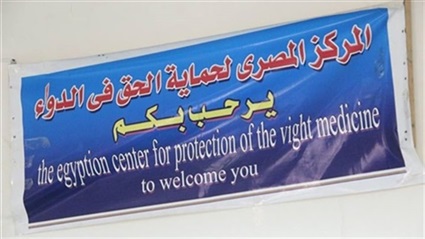 المركز المصرى لحماية الحق فى الدواء
يرحب بكم
the egyption center for protection of the vight medicine
to welcome you